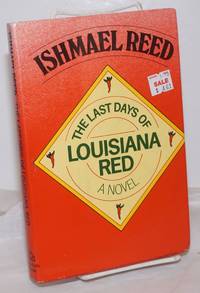 ISHMAEL REED
SALE
THE LAST DAYS OF
LOUISIANA
RED
A NOVEL